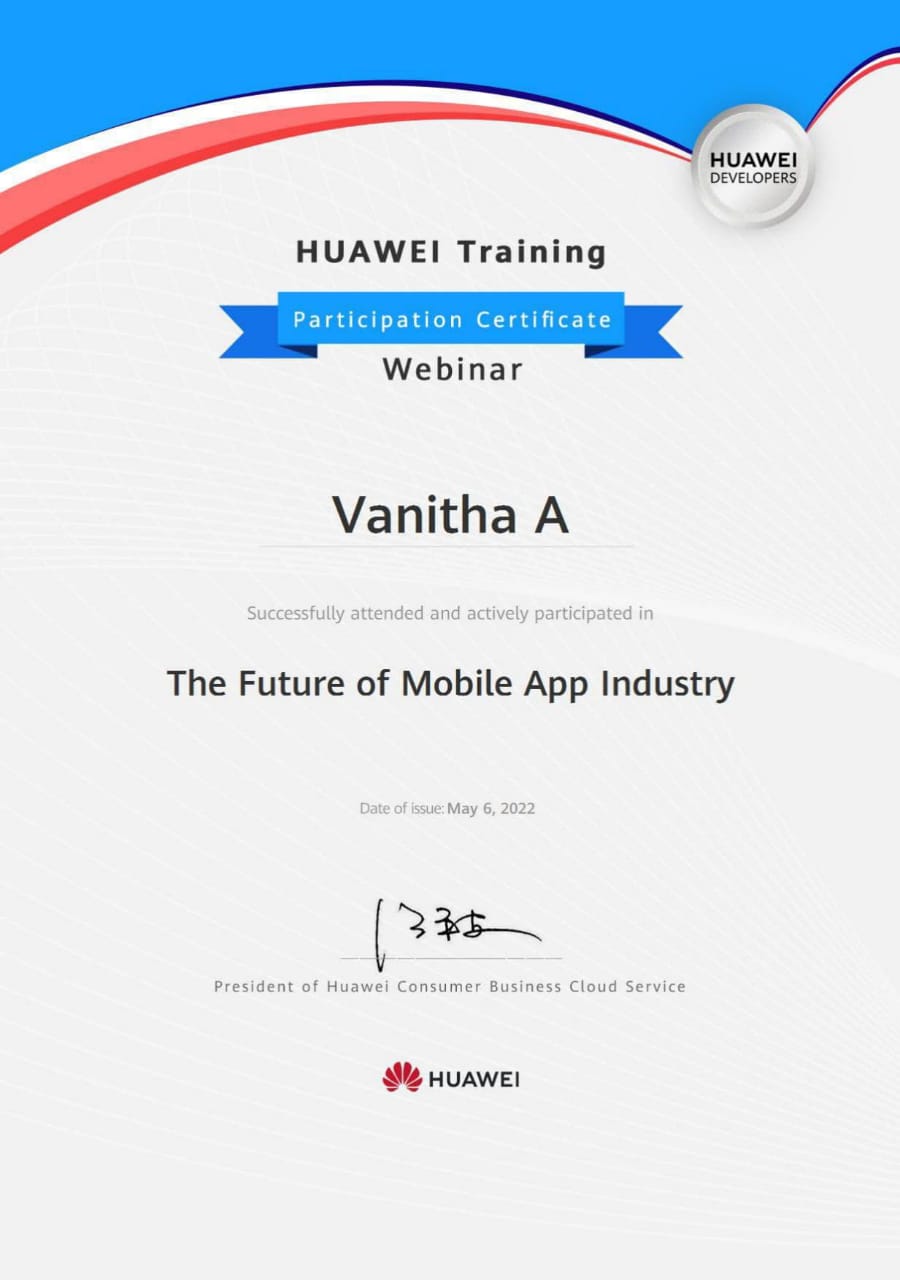 HUAWEI
DEVELOPERS
HUAWEI Training
Participation Certificate
Webinar
Vanitha A
Successfully attended and actively participated in
The Future of Mobile App Industry
Date of issue: May 6, 2022
President of Huawei Consumer Business Cloud Service
HUAWEI